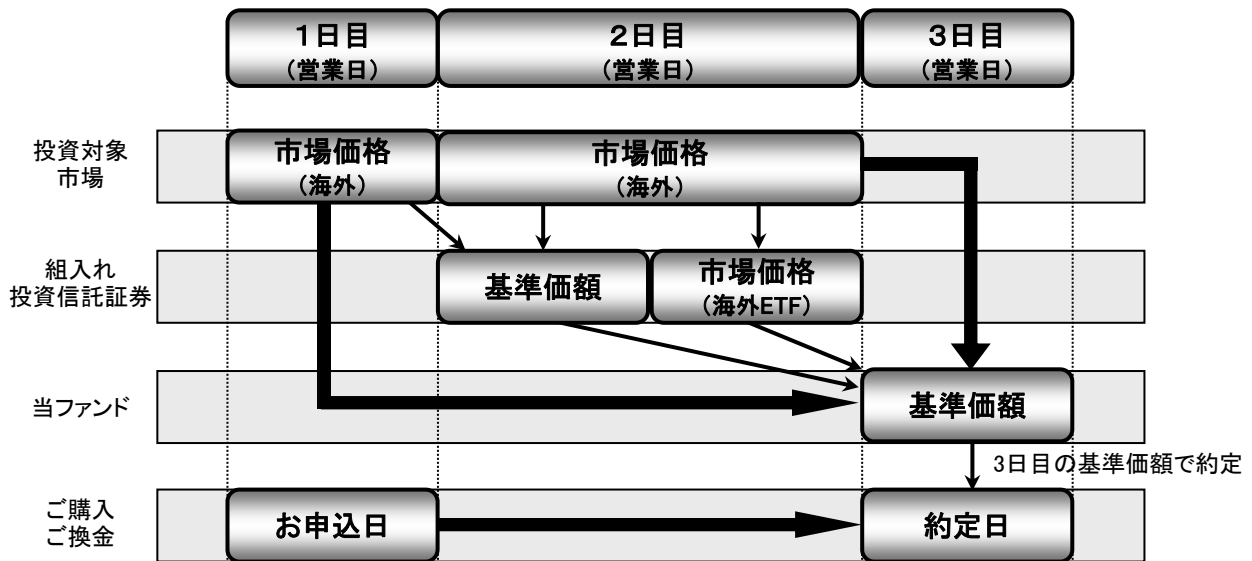 1日目
（営業日）
2日目
（営業日）
3日目
（営業日）
投資対象
市場
市場価格
（海外）
市場価格
（海外）
組入れ
投資信託証券
基準価額
市場価格
（海外ETF）
当ファンド
基準価額
3日目の基準価額で約定
ご購入
ご換金
お申込日
約定日